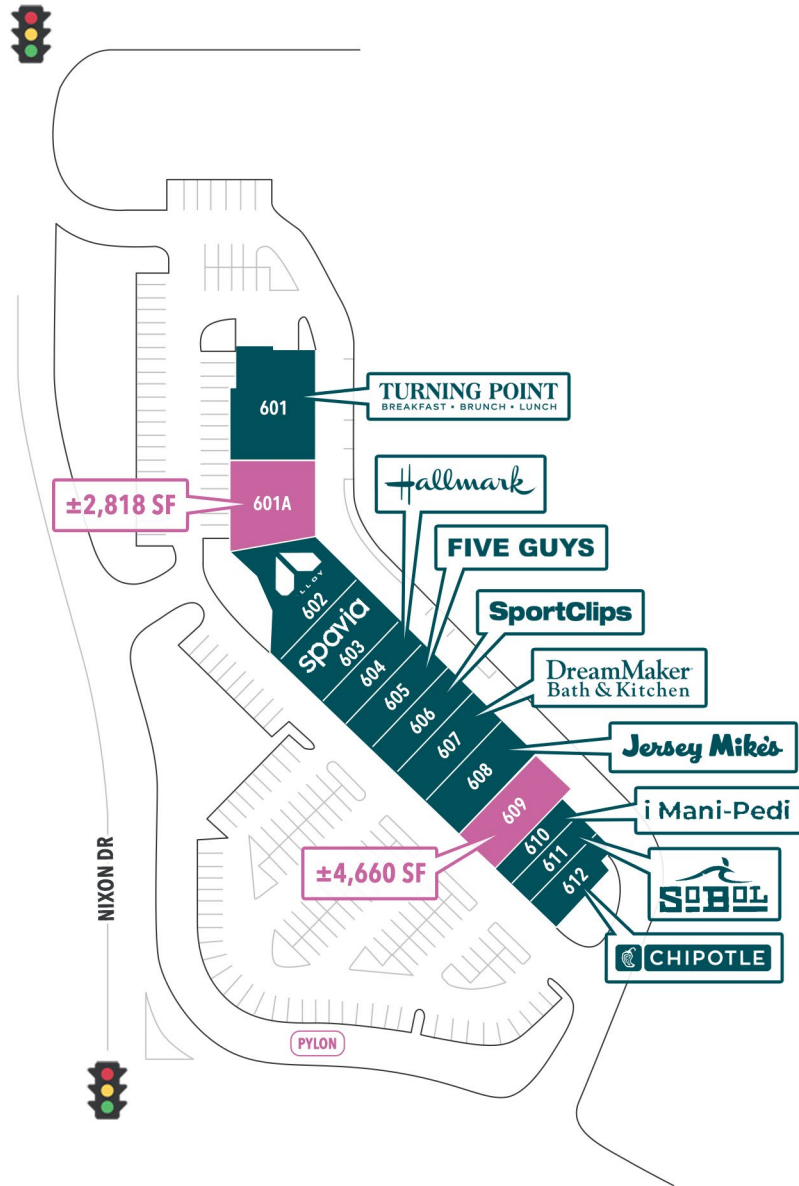 TURNING POINT
BREAKFAST • BRUNCH • LUNCH
601
±2,818 SF
601A
Hallmark
FIVE GUYS
LLOY
602
SportClips
spavia
603
604
605
606
607
608
DreamMaker
Bath & Kitchen
Jersey Mike's
609
i Mani-Pedi
610
611
612
±4,660 SF
SOBOL
CHIPOTLE
NIXON DR
PYLON